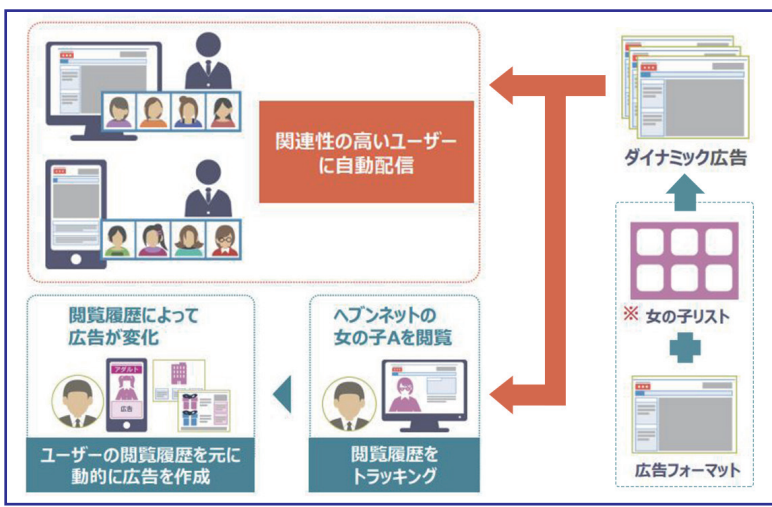 関連性の高いユーザー
に自動配信
ダイナミック広告
※ 女の子リスト
広告フォーマット
閲覧履歴によって
広告が変化
アダルト
広告
ユーザーの閲覧履歴を元に
動的に広告を作成
ヘブンネットの
女の子Aを閲覧
閲覧履歴を
トラッキング